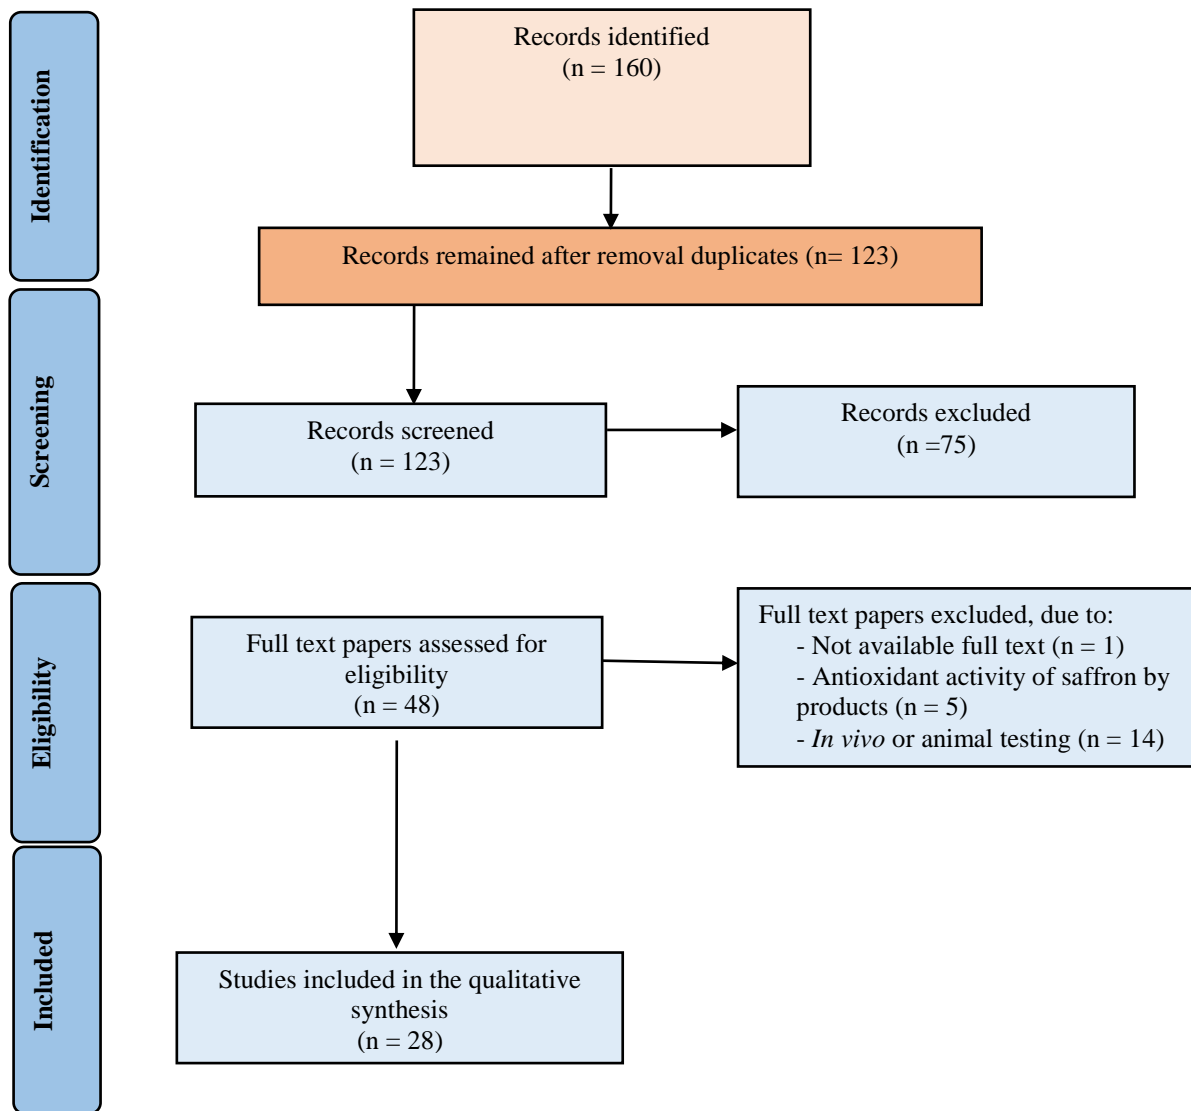 Identification
Records identified
(n = 160)
Records remained after removal duplicates (n= 123)
Screening
Records screened
(n = 123)
Records excluded
(n =75)
Eligibility
Full text papers assessed for
eligibility
(n = 48)
Full text papers excluded, due to:
- Not available full text (n = 1)
- Antioxidant activity of saffron by
products (n = 5)
- In vivo or animal testing (n = 14)
Included
Studies included in the qualitative
synthesis
(n = 28)